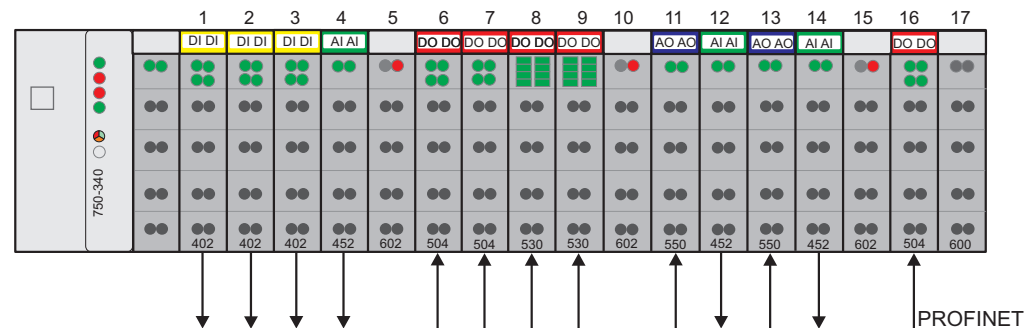 1 2 3 4 5 6 7 8 9 10 11 12 13 14 15 16 17
DI DI DI DI DI DI AI AI DO DO DO DO DO DO DO DO AO AO AI AI AO AO AI AI DO DO
750-340
402 402 402 452 602 504 504 530 530 602 550 452 550 452 602 504 600
PROFINET